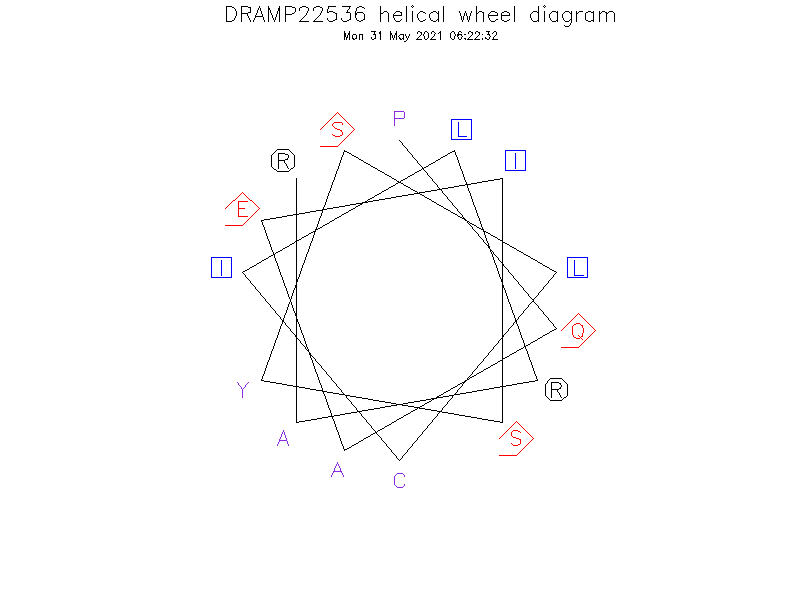 DRAMP22536 helical wheel diagram
Mon 31 May 2021 06:22:32
P
S L
R I
E
I L
Q
Y R
A S
A
C